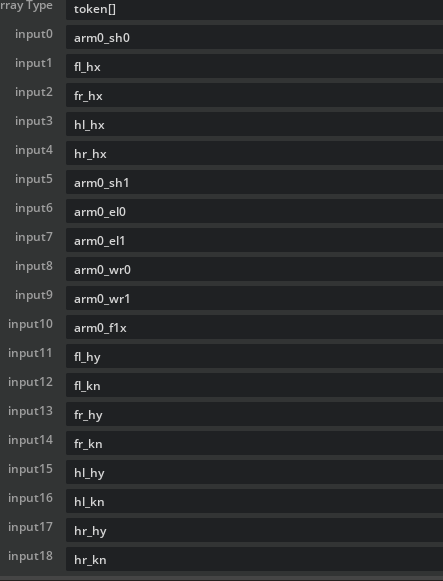 rray Type token[]
input0 arm0_sh0
input1 fl_hx
input2 fr_hx
input3 hl_hx
input4 hr_hx
input5 arm0_sh1
input6 arm0_el0
input7 arm0_el1
input8 arm0_wr0
input9 arm0_wr1
input10 arm0_f1x
input11 fl_hy
input12 fl_kn
input13 fr_hy
input14 fr_kn
input15 hl_hy
input16 hl_kn
input17 hr_hy
input18 hr_kn